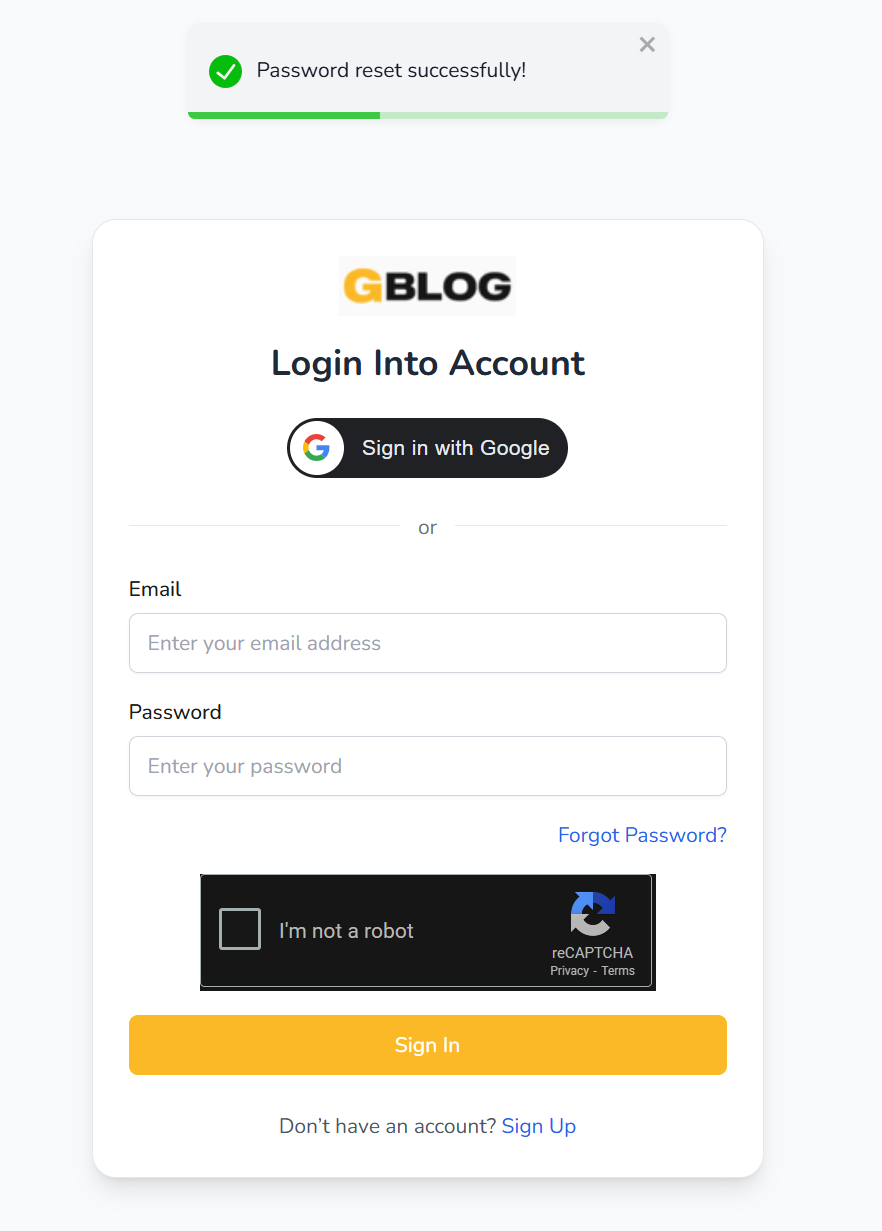 Password reset successfully!
GBLOG
Login Into Account
Sign in with Google
or
Email
Enter your email address
Password
Enter your password
Forgot Password?
I'm not a robot
reCAPTCHA
Privacy - Terms
Sign In
Don’t have an account? Sign Up